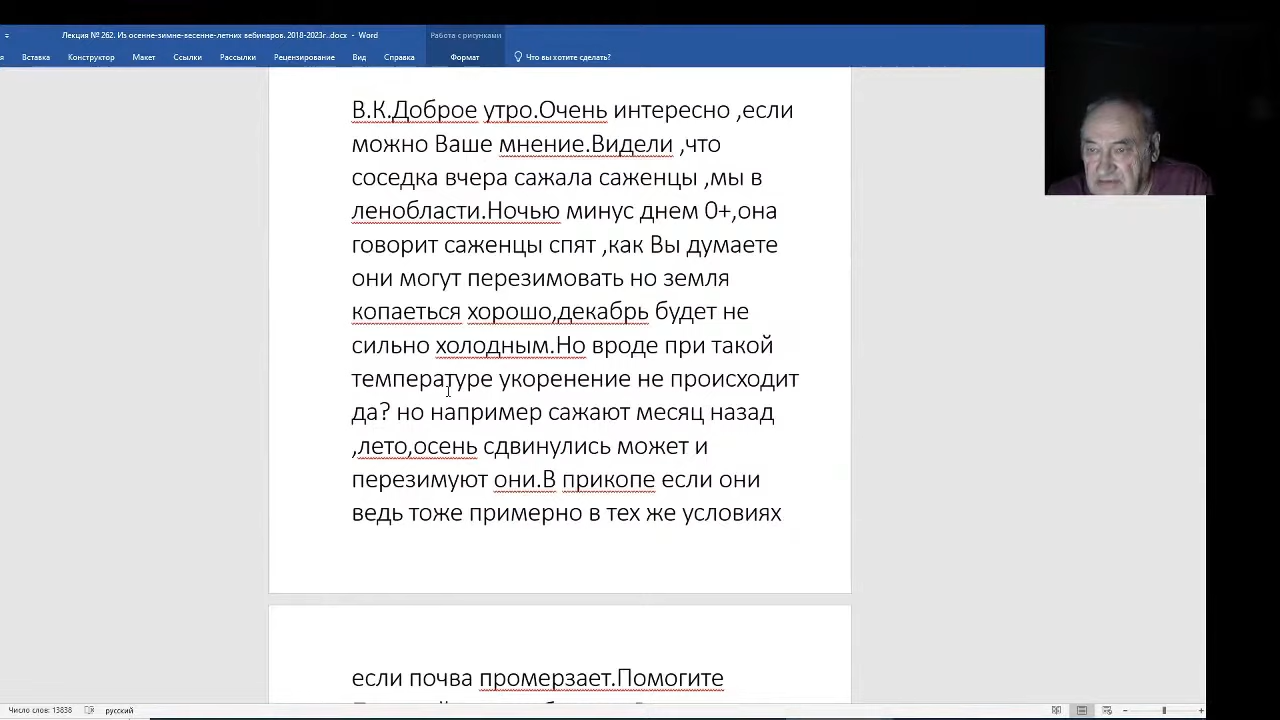 Лекция № 262. Из осенне-зимне-весенне-летних вебинаров. 2018-2023г..docx - Word
Работа с рисунками
Вставка Конструктор Макет Ссылки Рассылки Рецензирование Вид Справка Формат Что вы хотите сделать?
В.К.Доброе утро.Очень интересно ,если
можно Ваше мнение.Видели ,что
соседка вчера сажала саженцы ,мы в
ленобласти.Ночью минус днем 0+,она
говорит саженцы спят ,как Вы думаете
они могут перезимовать но земля
копаеться хорошо,декабрь будет не
сильно холодным.Но вроде при такой
температуре укоренение не происходит
да? но например сажают месяц назад
,лето,осень сдвинулись может и
перезимуют они.В прикопе если они
ведь тоже примерно в тех же условиях
если почва промерзает.Помогите
Число слов: 13838 русский